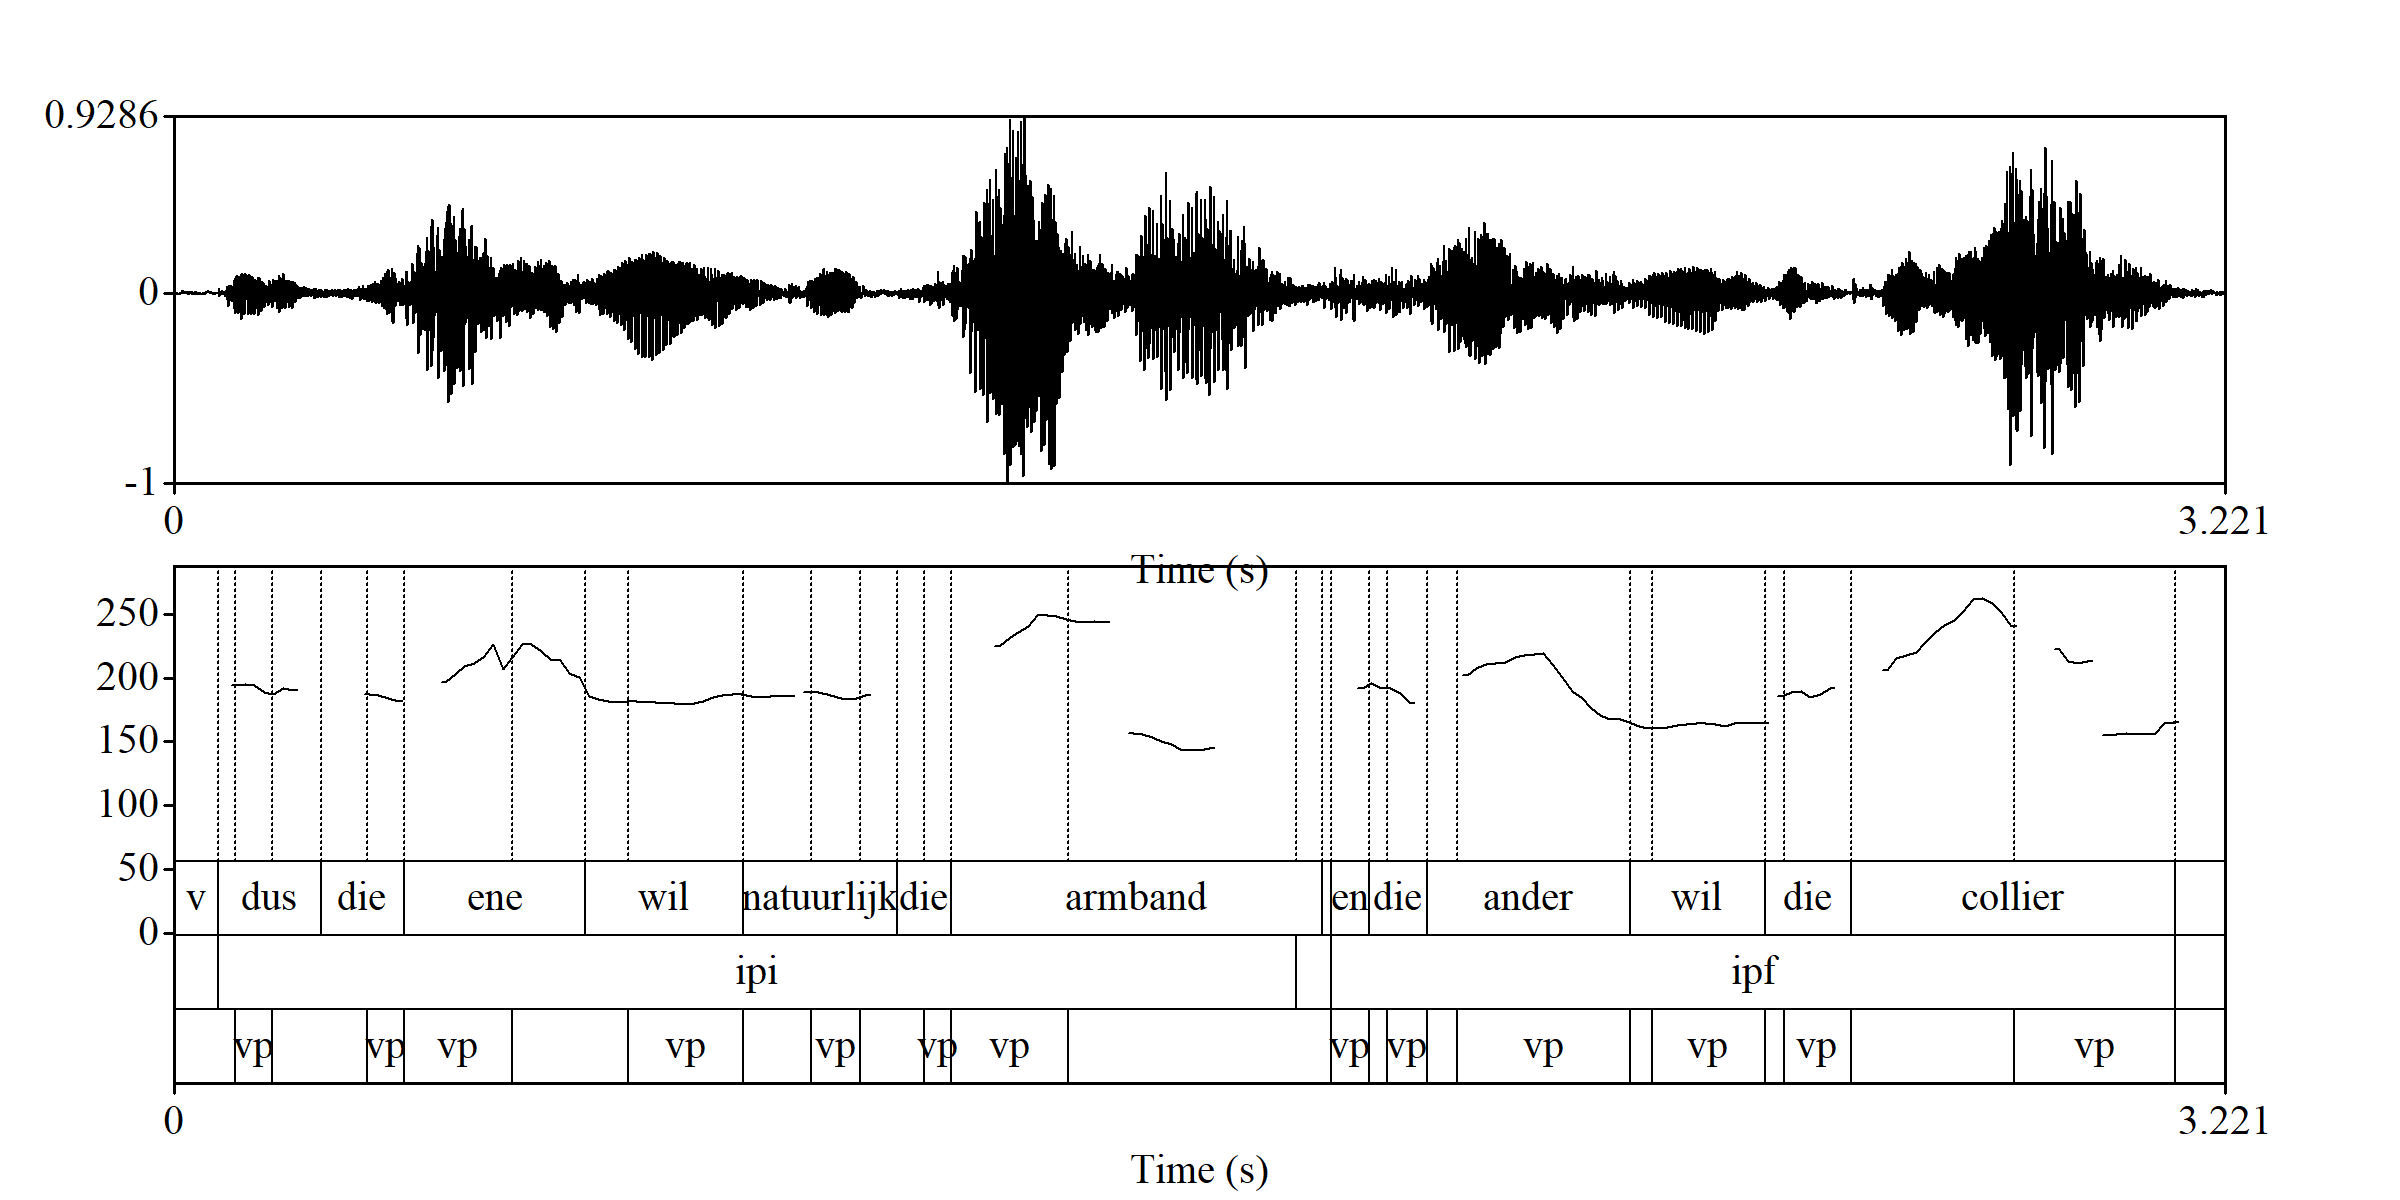 0.9286
0
-1
0 3.221
Time (s)
250
200
150
100
50
0
v dus die ene wil natuurlijk die armband en die ander wil die collier
ipi ipf
vp vp vp vp vp vp vp vp vp vp vp vp vp
0 3.221
Time (s)